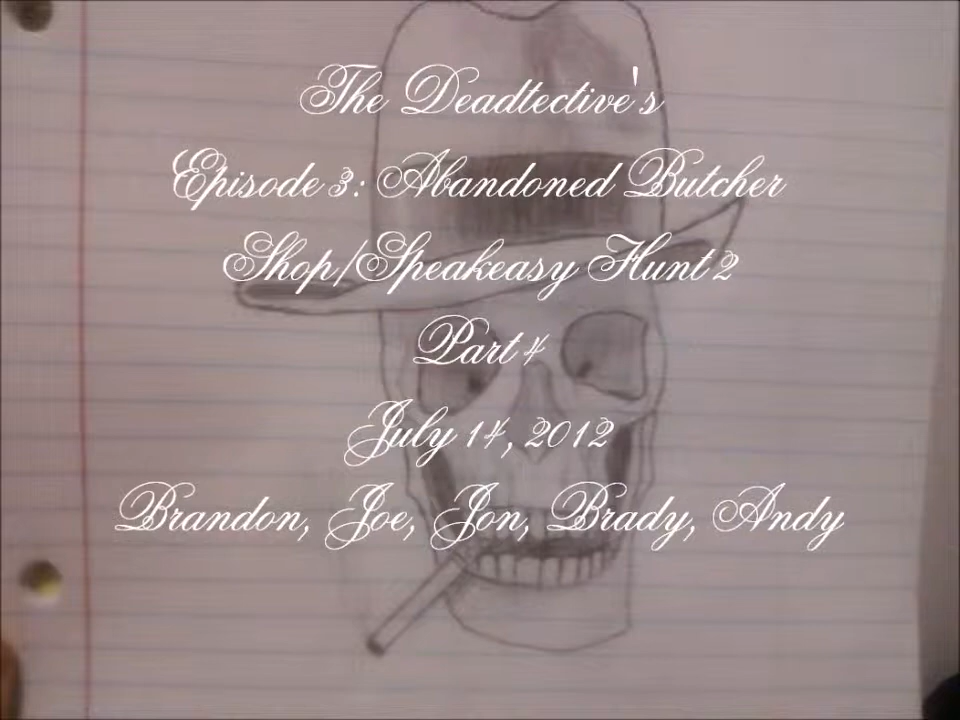 The Deadtective's
Episode 3: Abandoned Butcher
Shop/Speakeasy Hunt 2
Part 4
July 14, 2012
Brandon, Joe, Jon, Brady, Andy